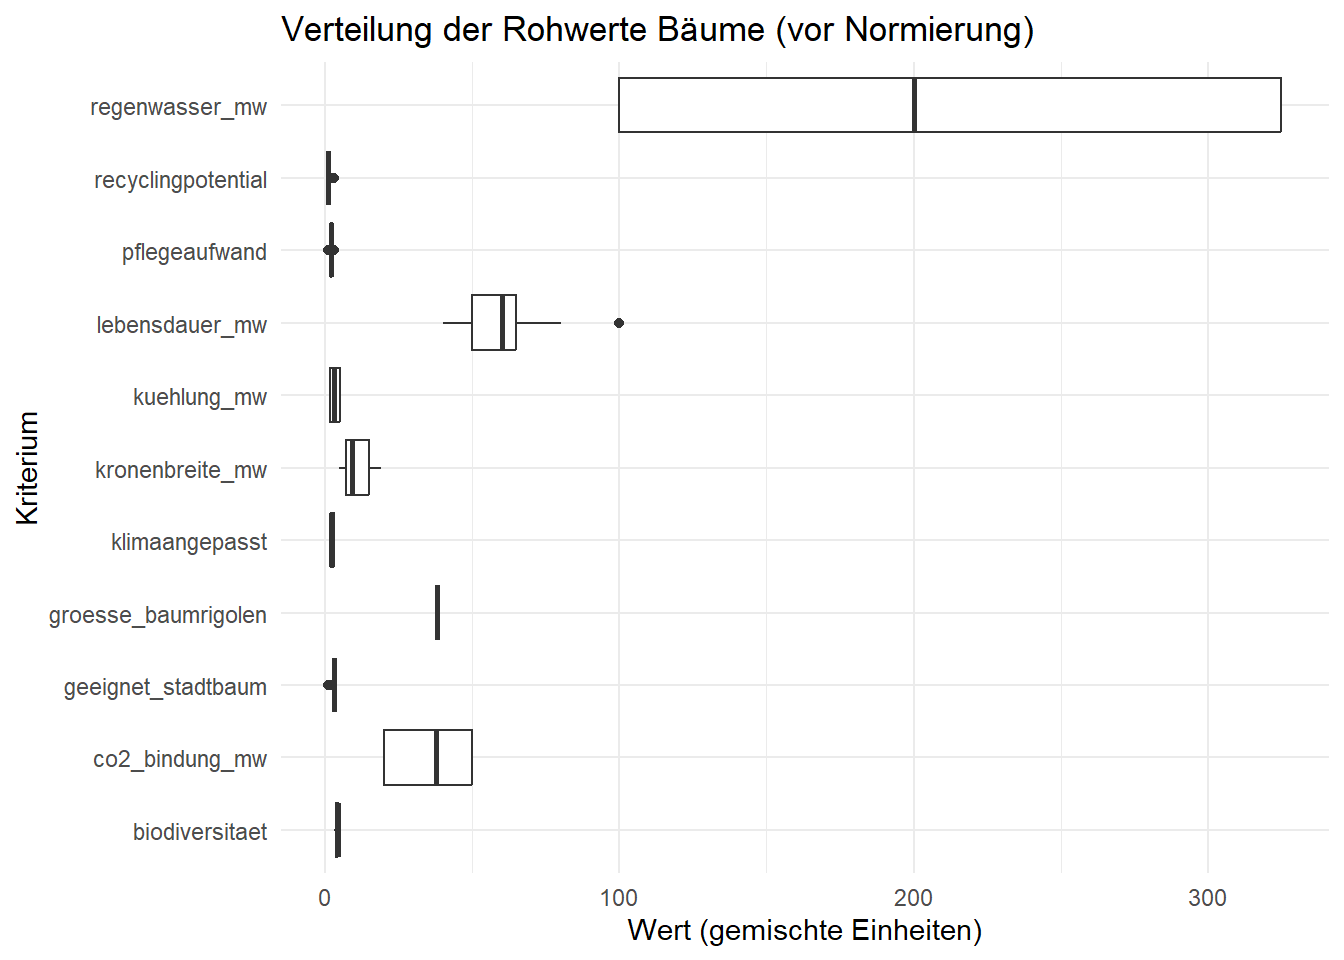 Verteilung der Rohwerte Bäume (vor Normierung)
regenwasser_mw
recyclingpotential
pflegeaufwand
lebensdauer_mw
kuehlung_mw
kronenbreite_mw
klimaangepasst
groesse_baumrigolen
geeignet_stadtbaum
co2_bindung_mw
biodiversitaet
Kriterium
0 100 200 300
Wert (gemischte Einheiten)